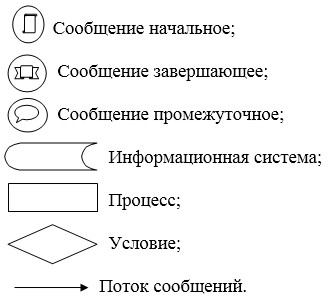 Сообщение начальное;
Сообщение завершающее;
Сообщение промежуточное;
Информационная система;
Процесс;
Условие;
Поток сообщений.